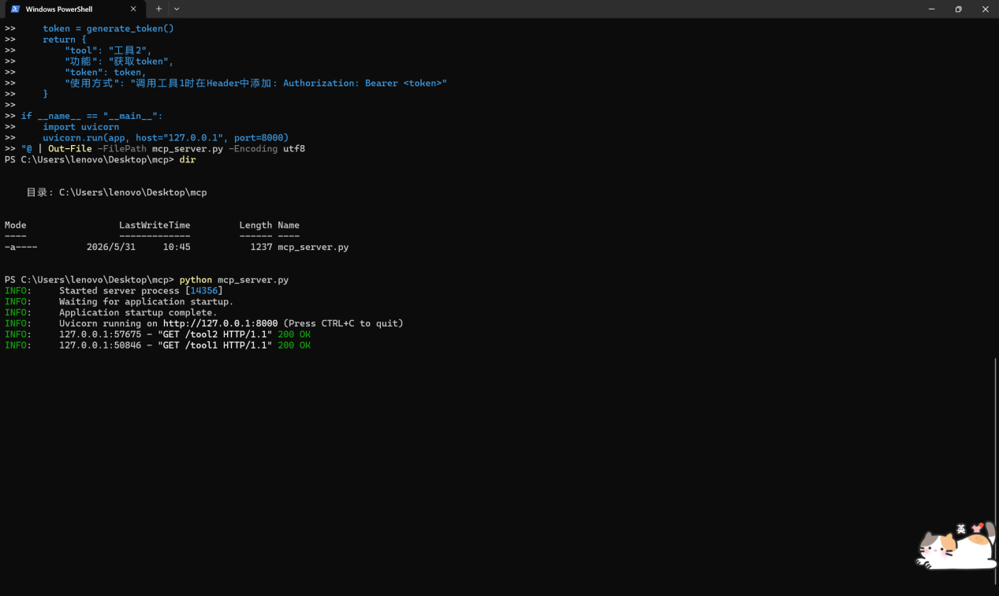 Windows PowerShell
>>     token = generate_token()
>>     return {
>>         "tool": "工具2",
>>         "功能": "获取token",
>>         "token": token,
>>         "使用方式": "调用工具1时在Header中添加: Authorization: Bearer <token>"
>>     }
>>
>> if __name__ == "__main__":
>>     import uvicorn
>>     uvicorn.run(app, host="127.0.0.1", port=8000)
>> "@ | Out-File -FilePath mcp_server.py -Encoding utf8
PS C:\Users\lenovo\Desktop\mcp> dir
目录: C:\Users\lenovo\Desktop\mcp
Mode                 LastWriteTime         Length Name
----                 -------------         ------ ----
-a----         2026/5/31     10:45           1237 mcp_server.py
PS C:\Users\lenovo\Desktop\mcp> python mcp_server.py
INFO:     Started server process [14356]
INFO:     Waiting for application startup.
INFO:     Application startup complete.
INFO:     Uvicorn running on http://127.0.0.1:8000 (Press CTRL+C to quit)
INFO:     127.0.0.1:57675 - "GET /tool2 HTTP/1.1" 200 OK
INFO:     127.0.0.1:50846 - "GET /tool1 HTTP/1.1" 200 OK
英